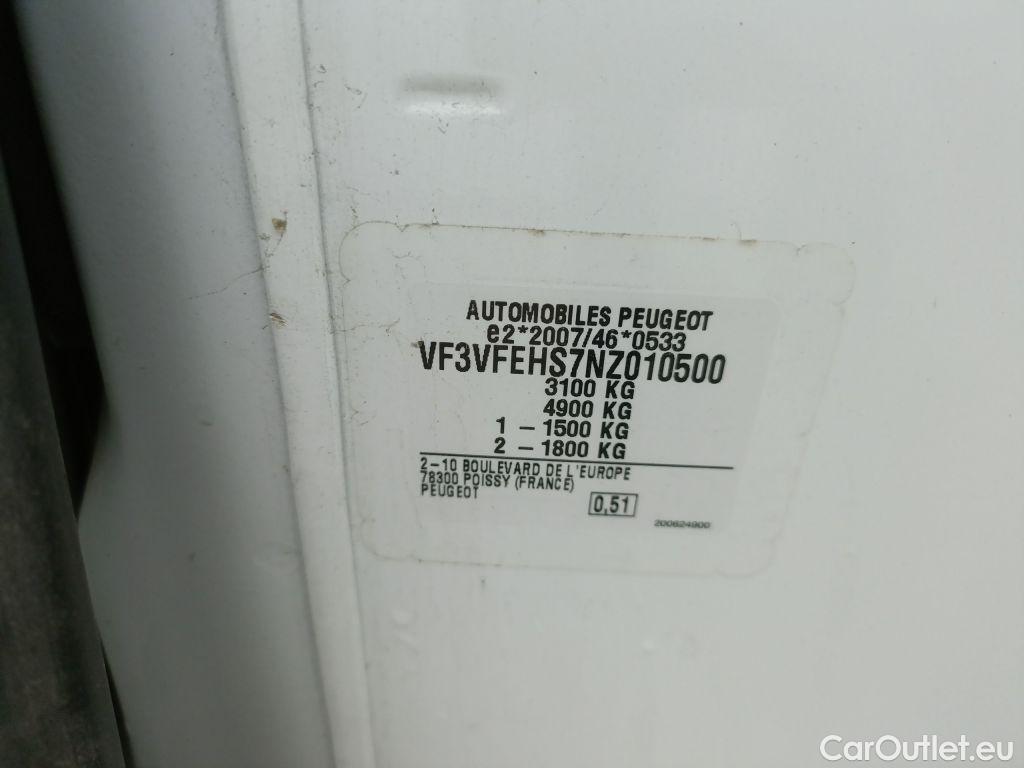 AUTOMOBILES PEUGEOT
e2*2007/46*0533
VF3VFEHS7NZ010500
3100 KG
4900 KG
1 - 1500 KG
2 - 1800 KG
2-10 BOULEVARD DE L'EUROPE
78300 POISSY (FRANCE)
PEUGEOT
0,51
200624900
CarOutlet.eu